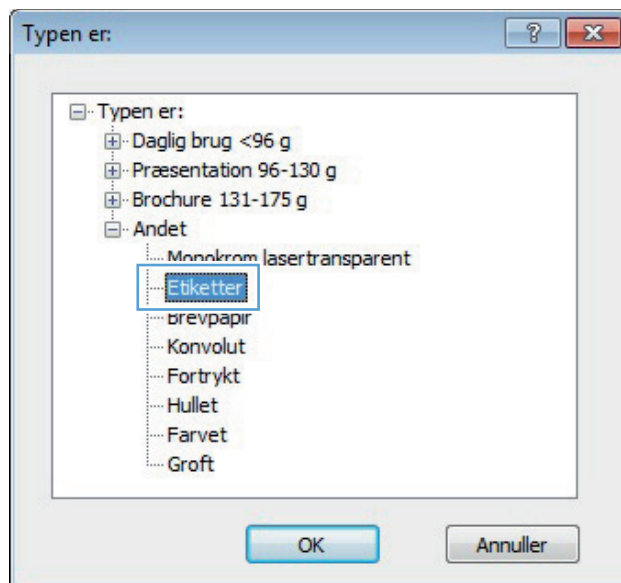 Typen er:
Typen er:
Daglig brug <96 g
Præsentation 96-130 g
Brochure 131-175 g
Andet
Monokrom lasertransparent
Etiketter
Brevpapir
Konvolut
Fortrykt
Hullet
Farvet
Groft
OK Annuller